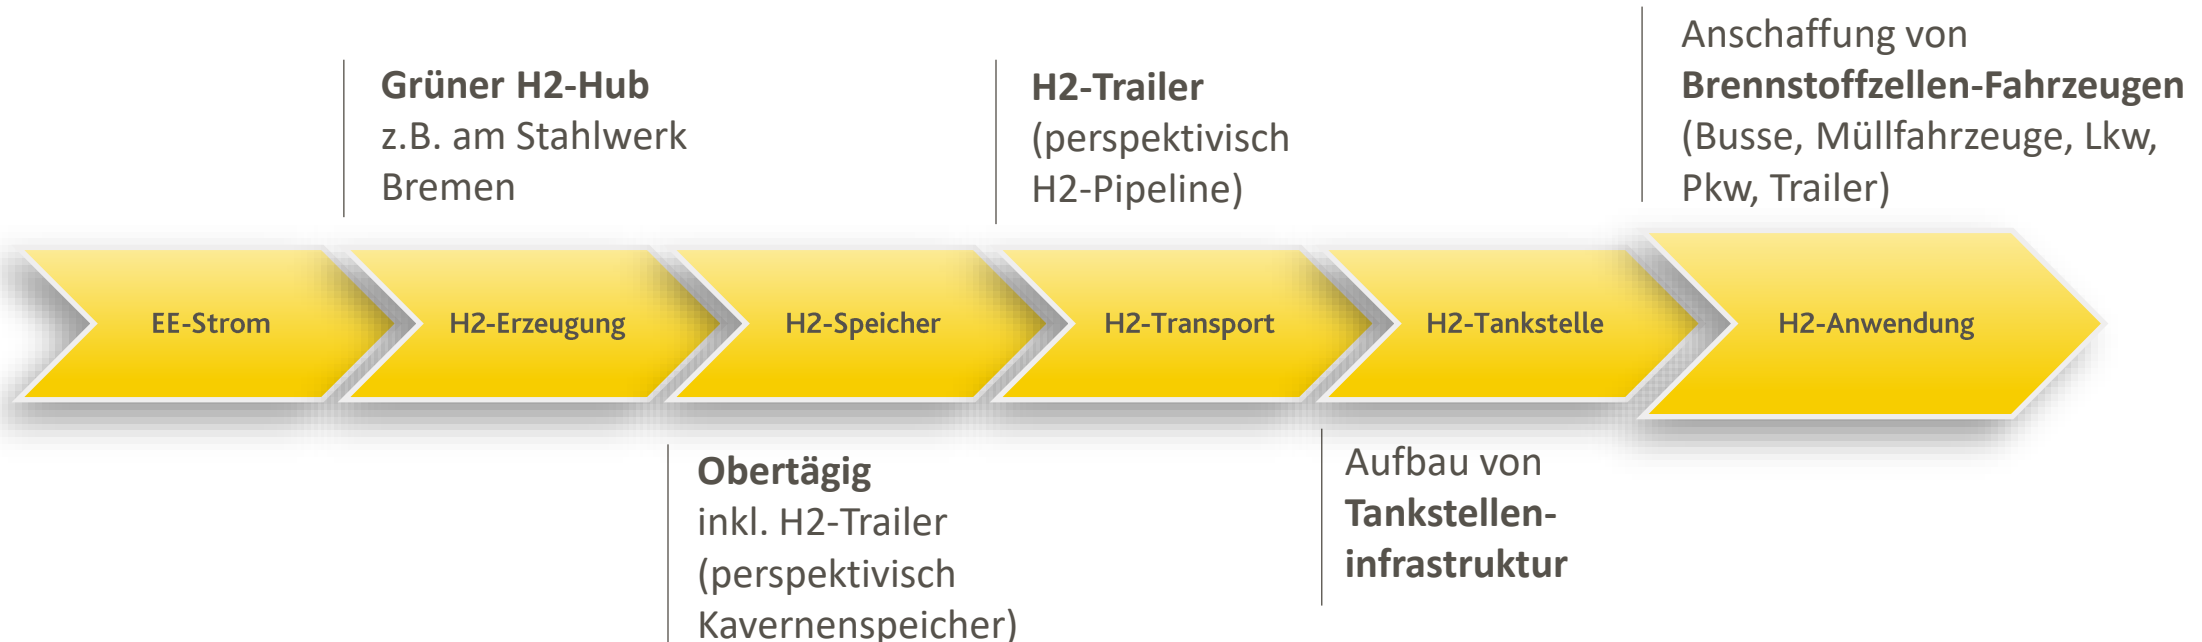 Grüner H2-Hub
z.B. am Stahlwerk
Bremen
H2-Trailer
(perspektivisch
H2-Pipeline)
Anschaffung von
Brennstoffzellen-Fahrzeugen
(Busse, Müllfahrzeuge, Lkw,
Pkw, Trailer)
EE-Strom
H2-Erzeugung
H2-Speicher
H2-Transport
H2-Tankstelle
H2-Anwendung
Obertägig
inkl. H2-Trailer
(perspektivisch
Kavernenspeicher)
Aufbau von
Tankstellen-
infrastruktur